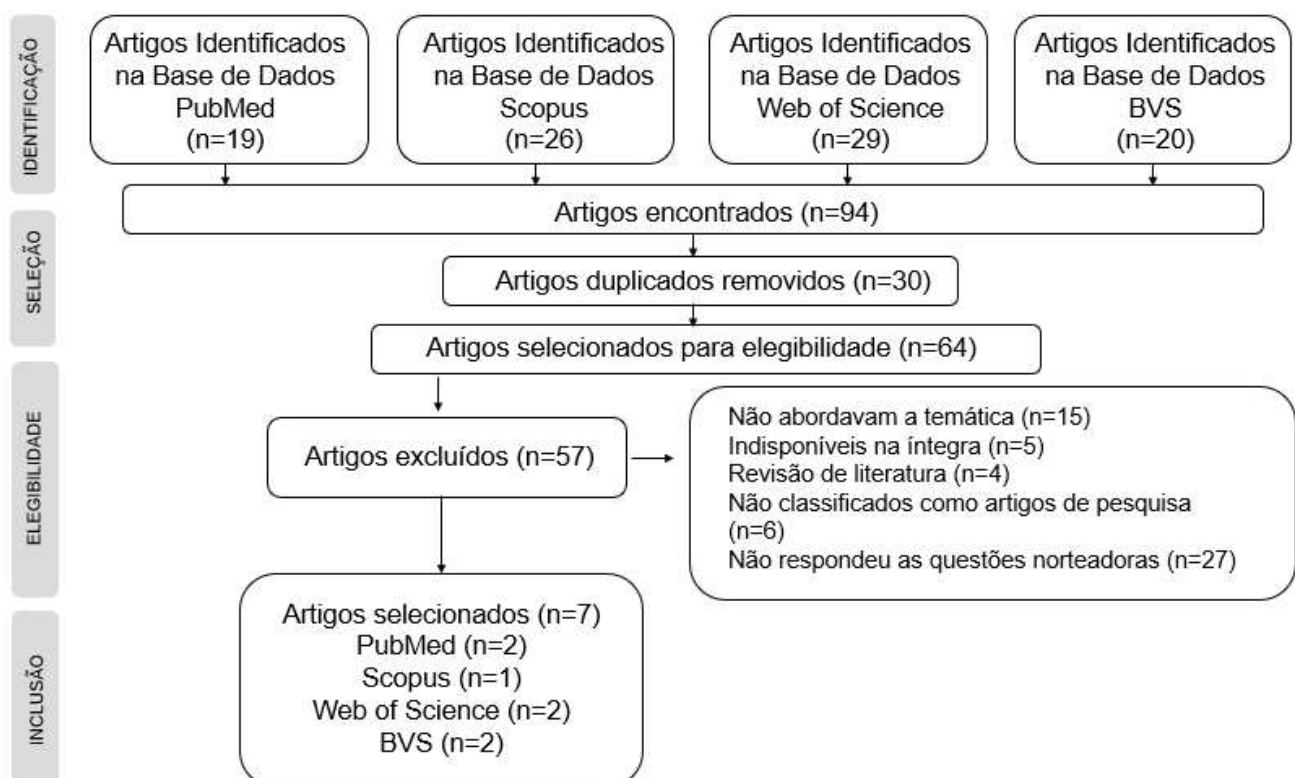 IDENTIFICAÇÃO
Artigos Identificados
na Base de Dados
PubMed
(n=19)
Artigos Identificados
na Base de Dados
Scopus
(n=26)
Artigos Identificados
na Base de Dados
Web of Science
(n=29)
Artigos Identificados
na Base de Dados
BVS
(n=20)
Artigos encontrados (n=94)
SELEÇÃO
Artigos duplicados removidos (n=30)
Artigos selecionados para elegibilidade (n=64)
ELEGIBILIDADE
Artigos excluídos (n=57)
Não abordavam a temática (n=15)
Indisponíveis na íntegra (n=5)
Revisão de literatura (n=4)
Não classificados como artigos de pesquisa
(n=6)
Não respondeu as questões norteadoras (n=27)
INCLUSÃO
Artigos selecionados (n=7)
PubMed (n=2)
Scopus (n=1)
Web of Science (n=2)
BVS (n=2)